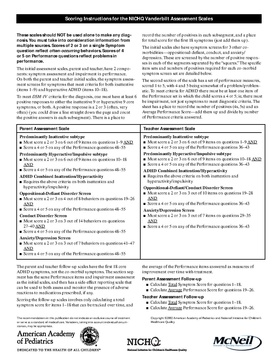 Scoring Instructions for the NICHQ Vanderbilt Assessment Scales
These scales should NOT be used alone to make any diag-
nosis. You must take into consideration information from
multiple sources. Scores of 2 or 3 on a single Symptom
question reflect often-occurring behaviors. Scores of 4
or 5 on Performance questions reflect problems in
performance.
The initial assessment scales, parent and teacher, have 2 compo-
nents: symptom assessment and impairment in performance.
On both the parent and teacher initial scales, the symptom assess-
ment screens for symptoms that meet criteria for both inattentive
(items 1–9) and hyperactive ADHD (items 10–18).
To meet DSM-IV criteria for the diagnosis, one must have at least 6
positive responses to either the inattentive 9 or hyperactive 9 core
symptoms, or both. A positive response is a 2 or 3 (often, very
often) (you could draw a line straight down the page and count
the positive answers in each subsegment). There is a place to
record the number of positives in each subsegment, and a place
for total score for the first 18 symptoms (just add them up).
The initial scales also have symptom screens for 3 other co-
morbidities—oppositional-defiant, conduct, and anxiety/
depression. These are screened by the number of positive respon-
ses in each of the segments separated by the "squares." The specific
item sets and numbers of positives required for each co-morbid
symptom screen set are detailed below.
The second section of the scale has a set of performance measures,
scored 1 to 5, with 4 and 5 being somewhat of a problem/problem-
atic. To meet criteria for ADHD there must be at least one item of
the Performance set in which the child scores a 4 or 5; ie, there must
be impairment, not just symptoms to meet diagnostic criteria. The
sheet has a place to record the number of positives (4s, 5s) and an
Average Performance Score—add them up and divide by number
of Performance criteria answered.
Parent Assessment Scale
Predominantly Inattentive subtype
■ Must score a 2 or 3 on 6 out of 9 items on questions 1–9 AND
■ Score a 4 or 5 on any of the Performance questions 48–55
Predominantly Hyperactive/Impulsive subtype
■ Must score a 2 or 3 on 6 out of 9 items on questions 10–18
AND
■ Score a 4 or 5 on any of the Performance questions 48–55
ADHD Combined Inattention/Hyperactivity
■ Requires the above criteria on both inattention and
hyperactivity/impulsivity
Oppositional-Defiant Disorder Screen
■ Must score a 2 or 3 on 4 out of 8 behaviors on questions 19–26
AND
■ Score a 4 or 5 on any of the Performance questions 48–55
Conduct Disorder Screen
■ Must score a 2 or 3 on 3 out of 14 behaviors on questions
27–40 AND
■ Score a 4 or 5 on any of the Performance questions 48–55
Anxiety/Depression Screen
■ Must score a 2 or 3 on 3 out of 7 behaviors on questions 41–47
AND
■ Score a 4 or 5 on any of the Performance questions 48–55
Teacher Assessment Scale
Predominantly Inattentive subtype
■ Must score a 2 or 3 on 6 out of 9 items on questions 1–9 AND
■ Score a 4 or 5 on any of the Performance questions 36–43
Predominantly Hyperactive/Impulsive subtype
■ Must score a 2 or 3 on 6 out of 9 items on questions 10–18 AND
■ Score a 4 or 5 on any of the Performance questions 36–43
ADHD Combined Inattention/Hyperactivity
■ Requires the above criteria on both inattention and
hyperactivity/impulsivity
Oppositional-Defiant/Conduct Disorder Screen
■ Must score a 2 or 3 on 3 out of 10 items on questions 19–28
AND
■ Score a 4 or 5 on any of the Performance questions 36–43
Anxiety/Depression Screen
■ Must score a 2 or 3 on 3 out of 7 items on questions 29–35
AND
■ Score a 4 or 5 on any of the Performance questions 36–43
The parent and teacher follow-up scales have the first 18 core
ADHD symptoms, not the co-morbid symptoms. The section seg-
ment has the same Performance items and impairment assessment
as the initial scales, and then has a side-effect reporting scale that
can be used to both assess and monitor the presence of adverse
reactions to medications prescribed, if any.
Scoring the follow-up scales involves only calculating a total
symptom score for items 1–18 that can be tracked over time, and
the average of the Performance items answered as measures of
improvement over time with treatment.
Parent Assessment Follow-up
■ Calculate Total Symptom Score for questions 1–18.
■ Calculate Average Performance Score for questions 19–26.
Teacher Assessment Follow-up
■ Calculate Total Symptom Score for questions 1–18.
■ Calculate Average Performance Score for questions 19–26.
American Academy
of Pediatrics
DEDICATED TO THE HEALTH OF ALL CHILDREN™
NICHQ
National Initiative for Children's Healthcare Quality
McNeil